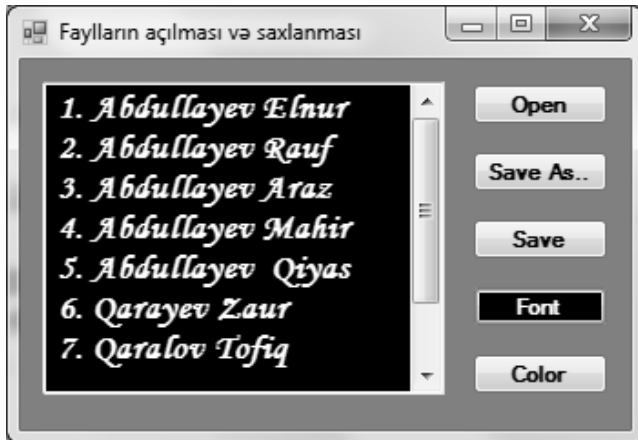 Faylların açılması və saxlanması
1. Abdullayev Elnur
2. Abdullayev Rauf
3. Abdullayev Araz
4. Abdullayev Mahir
5. Abdullayev Qiyas
6. Qarayev Zaur
7. Qaralov Tofiq
Open
Save As..
Save
Font
Color